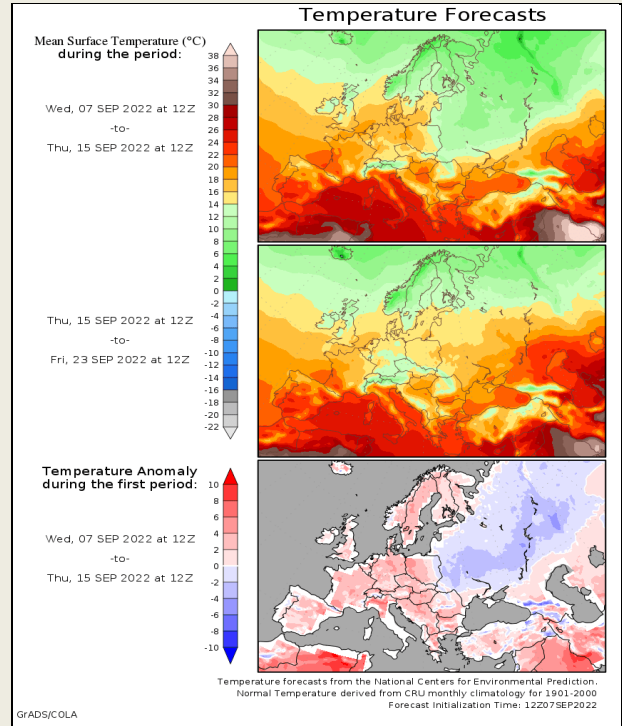 Temperature Forecasts
Mean Surface Temperature (°C)
during the period:
Wed, 07 SEP 2022 at 12Z
-to-
Thu, 15 SEP 2022 at 12Z
38
36
34
32
30
28
26
24
22
20
18
16
14
12
10
8
6
4
2
0
-2
-4
-6
-8
-10
-12
-14
-16
-18
-20
-22
Thu, 15 SEP 2022 at 12Z
-to-
Fri, 23 SEP 2022 at 12Z
Temperature Anomaly
during the first period:
Wed, 07 SEP 2022 at 12Z
-to-
Thu, 15 SEP 2022 at 12Z
10
8
6
4
2
0
-2
-4
-6
-8
-10
Temperature forecasts from the National Centers for Environmental Prediction.
Normal Temperature derived from CRU monthly climatology for 1901-2000
Forecast Initialization Time: 12Z07SEP2022
GrADS/COLA